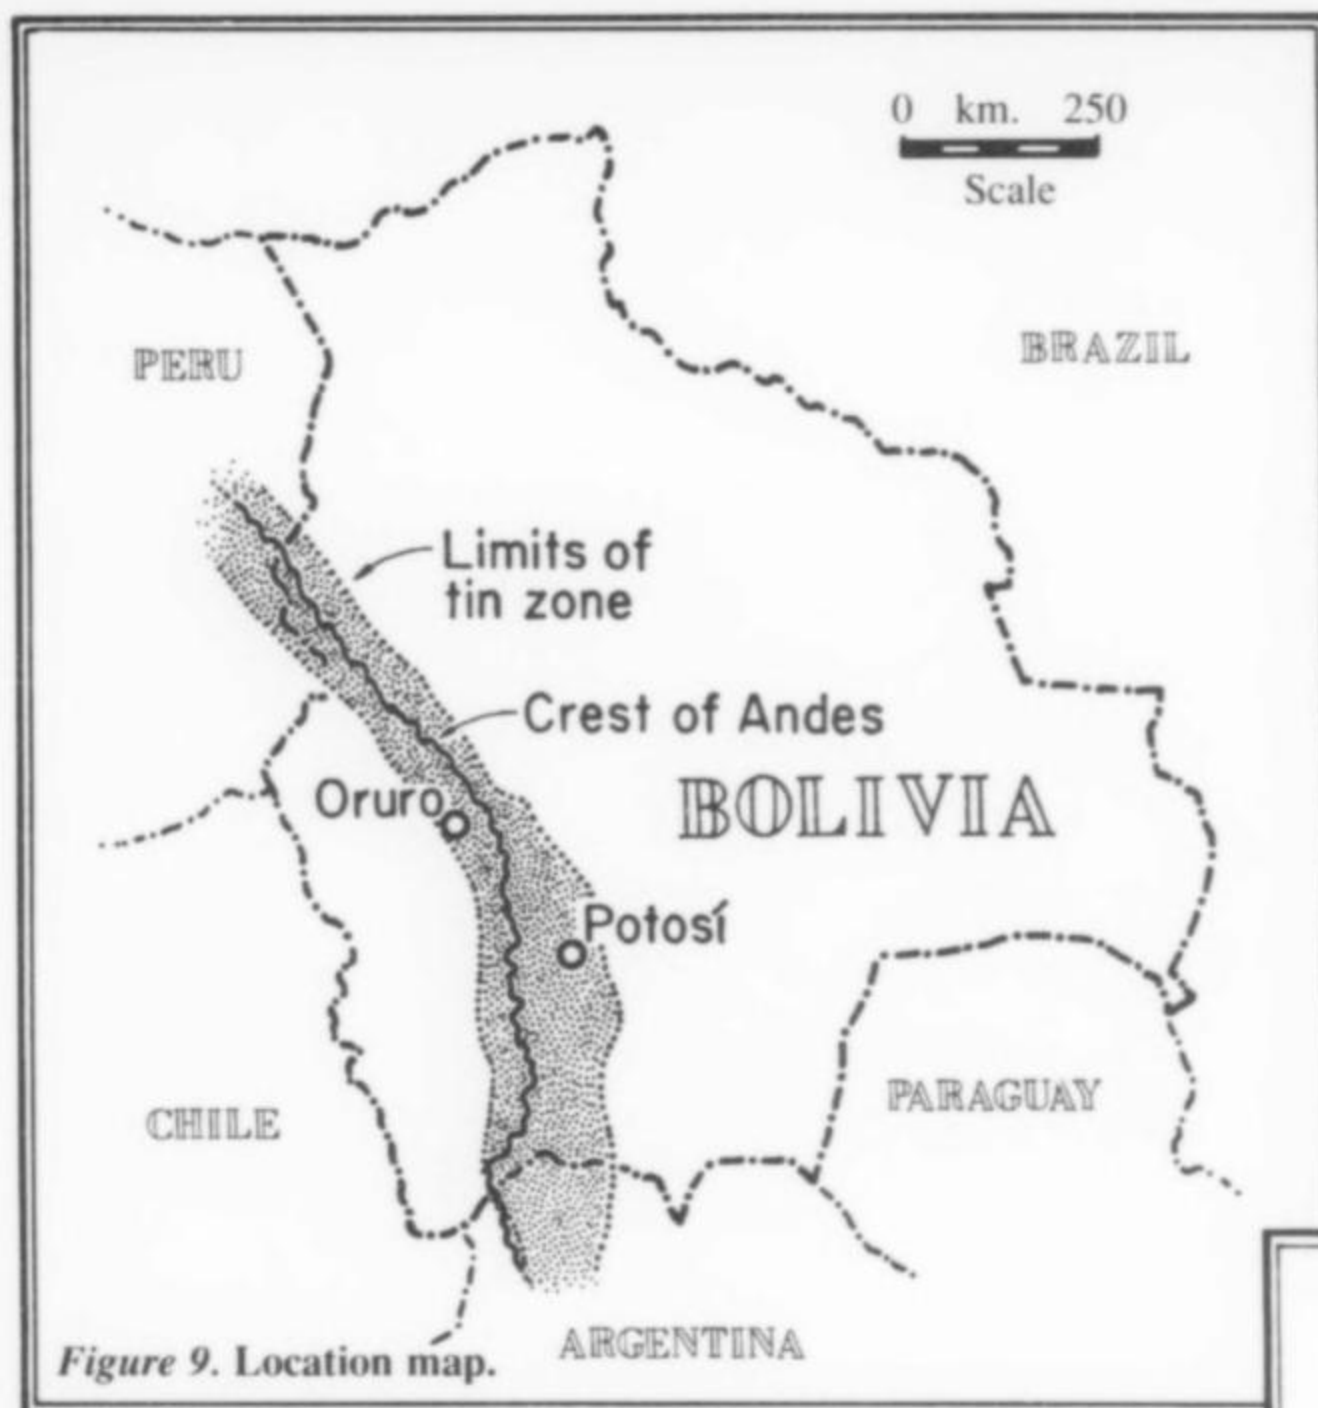 0 km. 250
Scale
PERU
BRAZIL
Limits of
tin zone
Crest of Andes
Oruro
BOLIVIA
Potosí
CHILE
PARAGUAY
Figure 9. Location map.
ARGENTINA